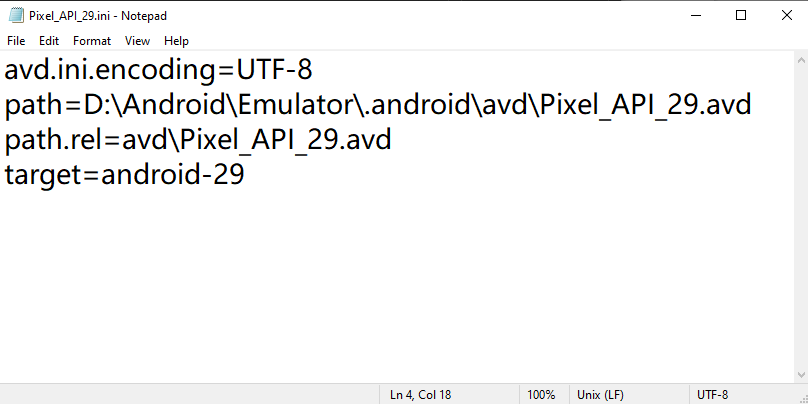 Pixel_API_29.ini - Notepad
File Edit Format View Help
avd.ini.encoding=UTF-8
path=D:\Android\Emulator\.android\avd\Pixel_API_29.avd
path.rel=avd\Pixel_API_29.avd
target=android-29
Ln 4, Col 18 100% Unix (LF) UTF-8